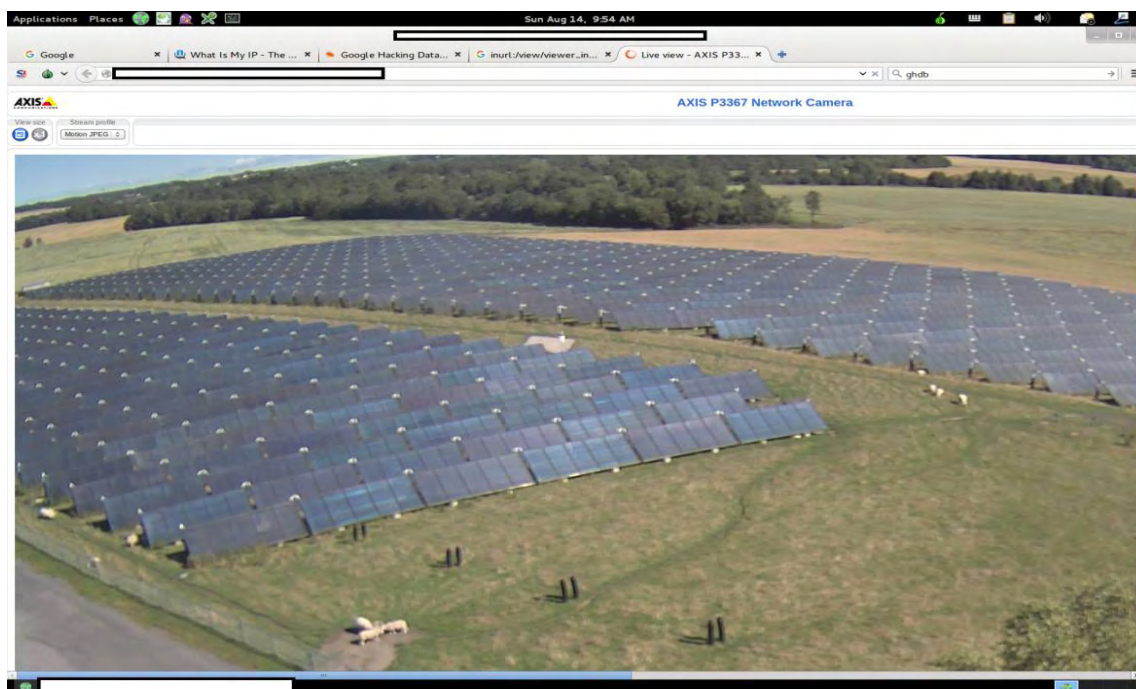 Applications Places Sun Aug 14, 9:54 AM
Google What Is My IP - The ... Google Hacking Data... inurl:/view/viewer_in... Live view - AXIS P33...
ghdb
AXIS AXIS P3367 Network Camera
COMMUNICATIONS
View size Stream profile
Motion JPEG